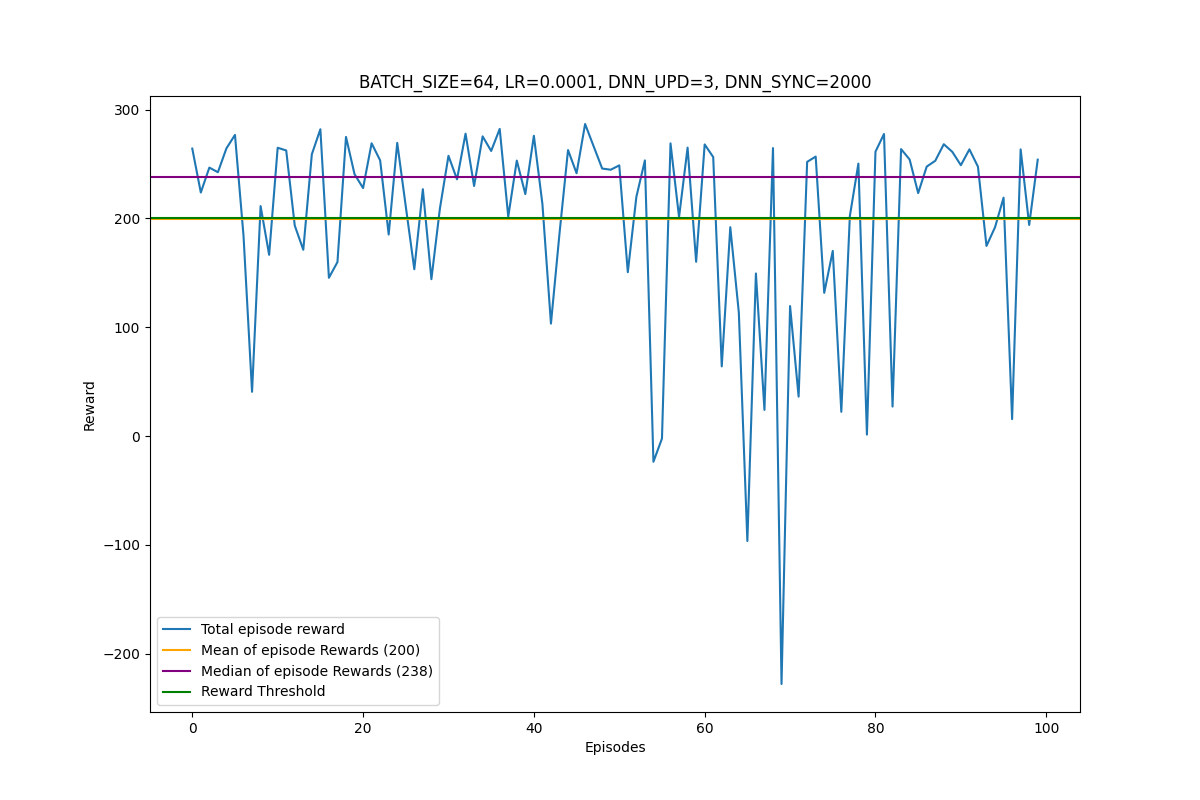 BATCH_SIZE=64, LR=0.0001, DNN_UPD=3, DNN_SYNC=2000
300
200
100
0
−100
−200
Reward
Total episode reward
Mean of episode Rewards (200)
Median of episode Rewards (238)
Reward Threshold
0 20 40 60 80 100
Episodes